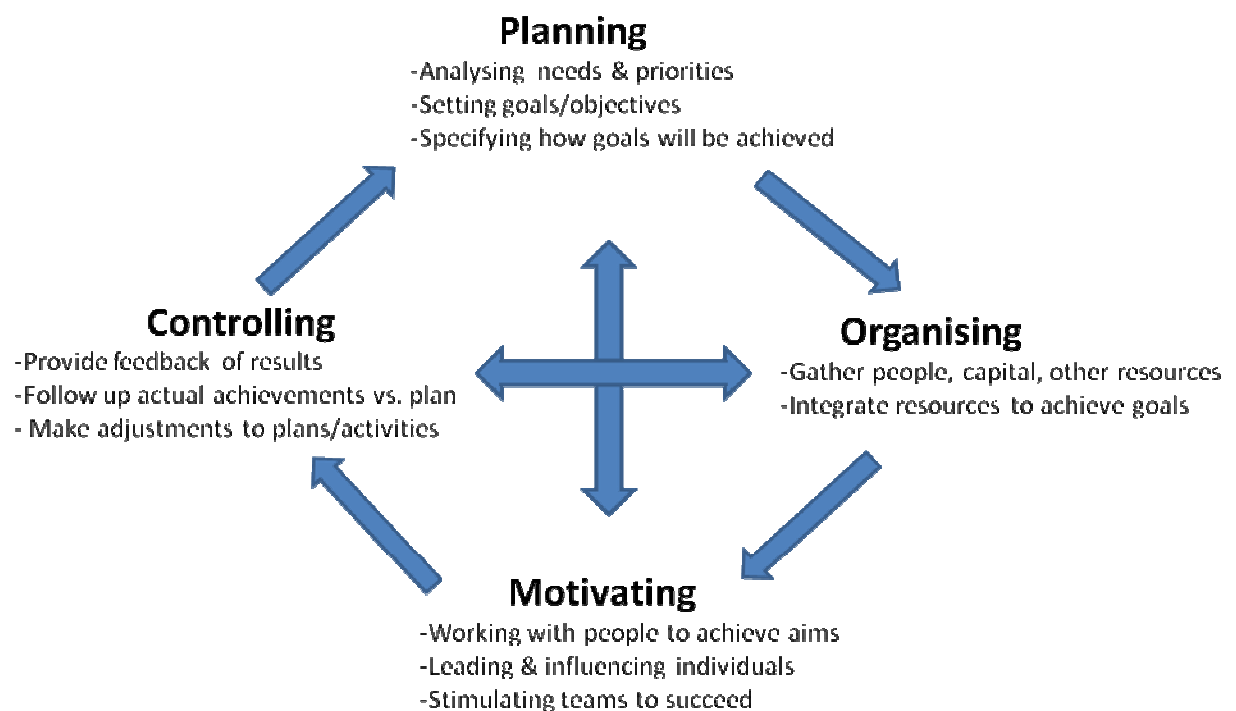 Planning
-Analysing needs & priorities
-Setting goals/objectives
-Specifying how goals will be achieved
Organising
-Gather people, capital, other resources
-Integrate resources to achieve goals
Motivating
-Working with people to achieve aims
-Leading & influencing individuals
-Stimulating teams to succeed
Controlling
-Provide feedback of results
-Follow up actual achievements vs. plan
- Make adjustments to plans/activities